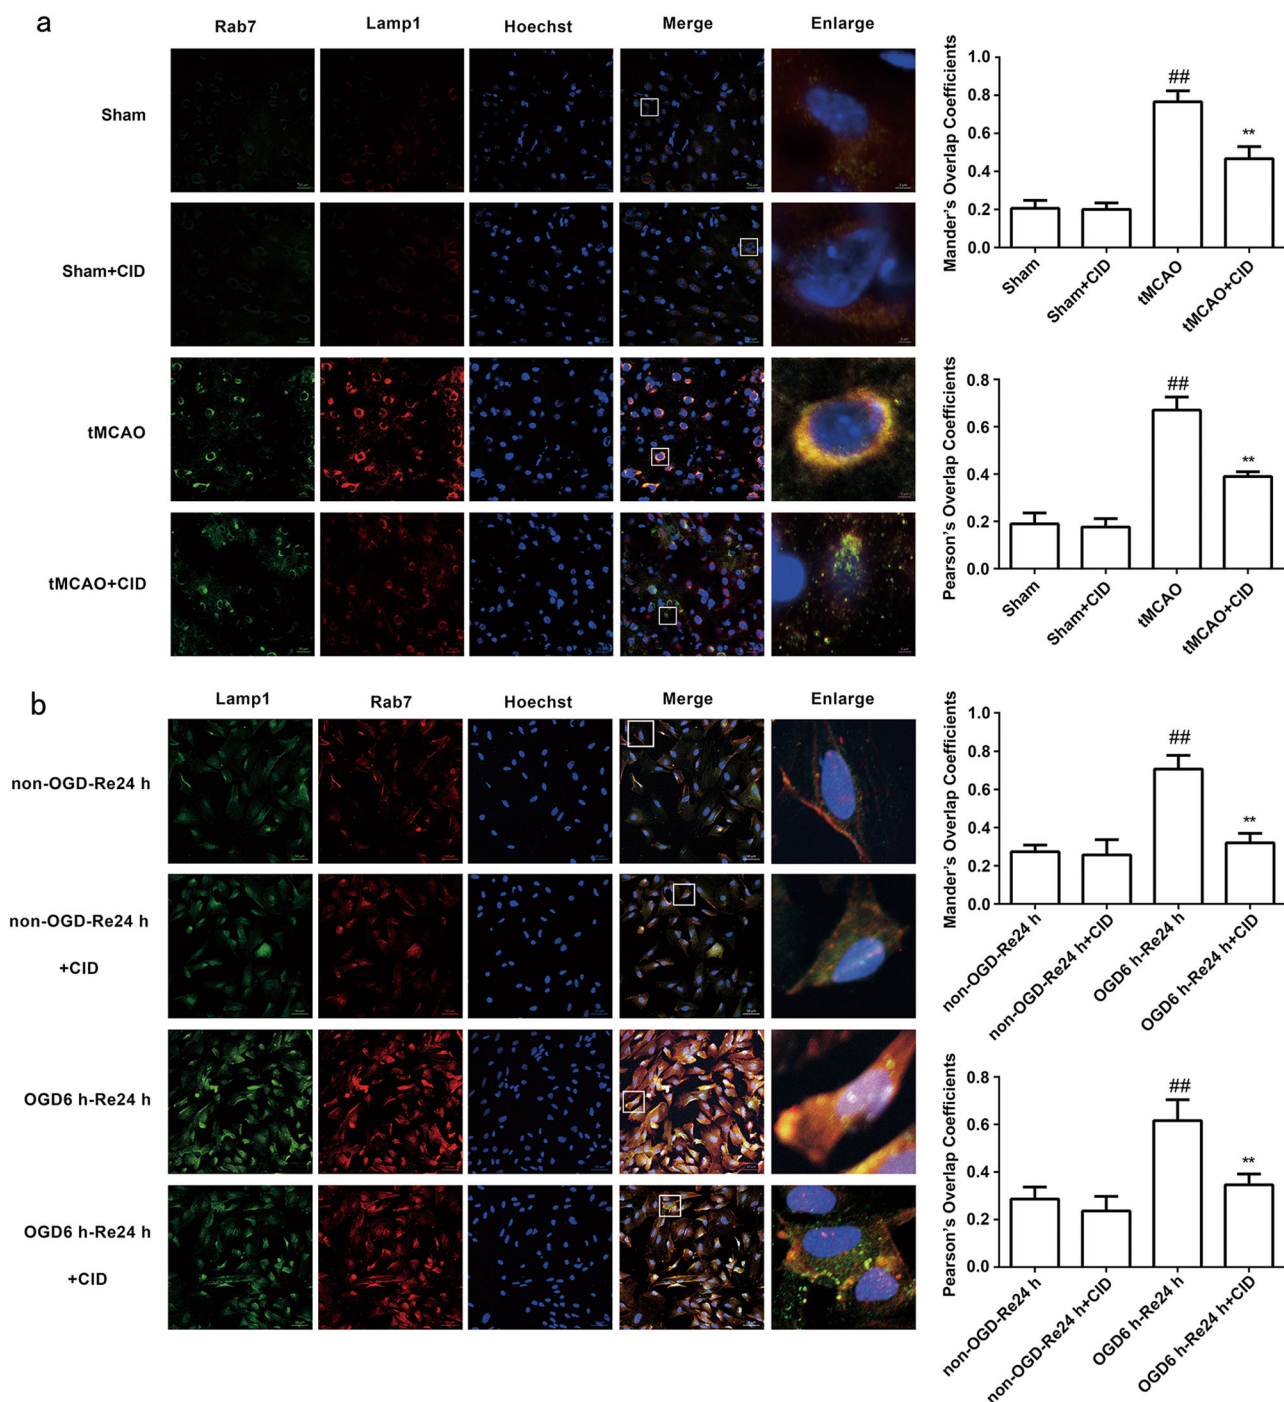 a
Rab7 Lamp1 Hoechst Merge Enlarge
Sham
Sham+CID
tMCAO
tMCAO+CID
Mander's Overlap Coefficients
1.0
0.8
0.6
0.4
0.2
0.0
##
**
Sham
Sham+CID
tMCAO
tMCAO+CID
Pearson's Overlap Coefficients
0.8
0.6
0.4
0.2
0.0
##
**
Sham
Sham+CID
tMCAO
tMCAO+CID
b
Lamp1 Rab7 Hoechst Merge Enlarge
non-OGD-Re24 h
non-OGD-Re24 h
+CID
OGD6 h-Re24 h
OGD6 h-Re24 h
+CID
Mander's Overlap Coefficients
1.0
0.8
0.6
0.4
0.2
0.0
##
**
non-OGD-Re24 h
non-OGD-Re24 h+CID
OGD6 h-Re24 h
OGD6 h-Re24 h+CID
Pearson's Overlap Coefficients
0.8
0.6
0.4
0.2
0.0
##
**
non-OGD-Re24 h
non-OGD-Re24 h+CID
OGD6 h-Re24 h
OGD6 h-Re24 h+CID